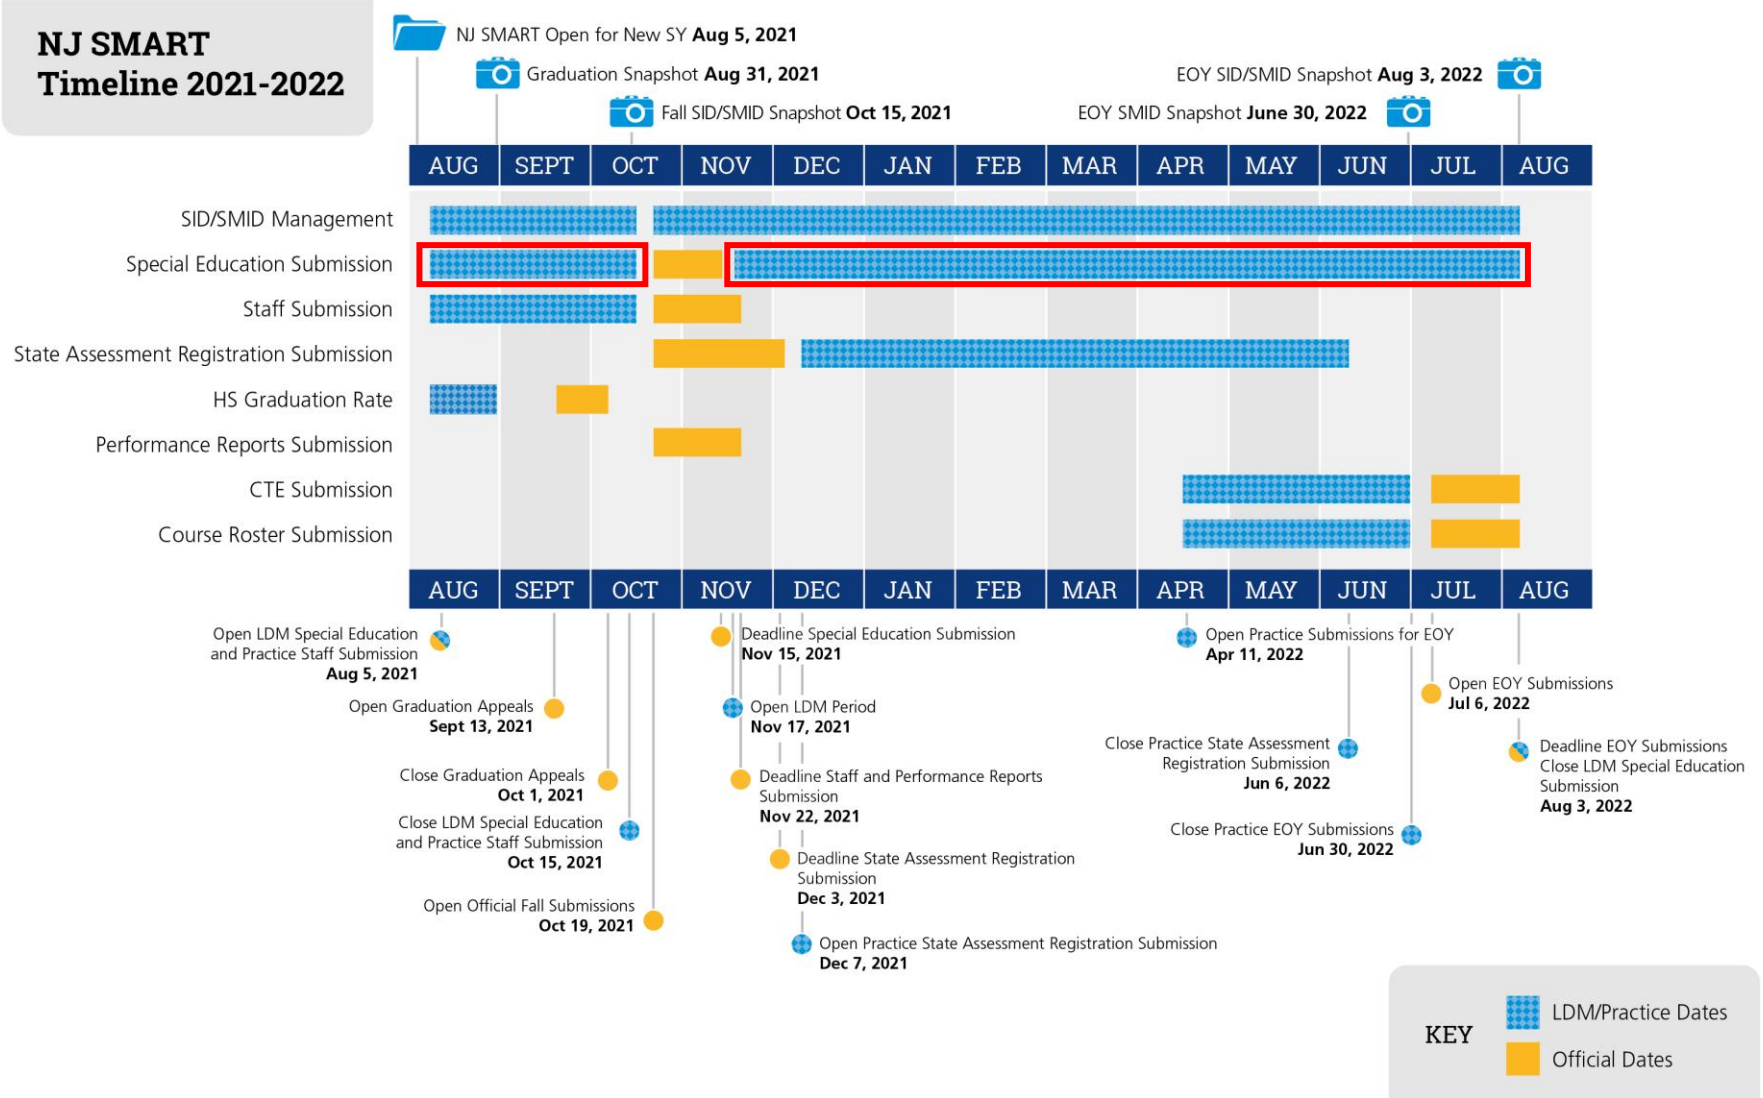 NJ SMART
Timeline 2021-2022
NJ SMART Open for New SY Aug 5, 2021
Graduation Snapshot Aug 31, 2021
Fall SID/SMID Snapshot Oct 15, 2021
EOY SID/SMID Snapshot Aug 3, 2022
EOY SMID Snapshot June 30, 2022
AUG SEPT OCT NOV DEC JAN FEB MAR APR MAY JUN JUL AUG
SID/SMID Management
Special Education Submission
Staff Submission
State Assessment Registration Submission
HS Graduation Rate
Performance Reports Submission
CTE Submission
Course Roster Submission
AUG SEPT OCT NOV DEC JAN FEB MAR APR MAY JUN JUL AUG
Open LDM Special Education
and Practice Staff Submission
Aug 5, 2021
Open Graduation Appeals
Sept 13, 2021
Close Graduation Appeals
Oct 1, 2021
Close LDM Special Education
and Practice Staff Submission
Oct 15, 2021
Open Official Fall Submissions
Oct 19, 2021
Deadline Special Education Submission
Nov 15, 2021
Open LDM Period
Nov 17, 2021
Deadline Staff and Performance Reports
Submission
Nov 22, 2021
Deadline State Assessment Registration
Submission
Dec 3, 2021
Open Practice State Assessment Registration Submission
Dec 7, 2021
Open Practice Submissions for EOY
Apr 11, 2022
Close Practice State Assessment
Registration Submission
Jun 6, 2022
Close Practice EOY Submissions
Jun 30, 2022
Open EOY Submissions
Jul 6, 2022
Deadline EOY Submissions
Close LDM Special Education
Submission
Aug 3, 2022
KEY
LDM/Practice Dates
Official Dates